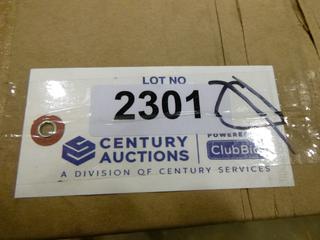 LOT NO
2301
CENTURY
AUCTIONS
POWERED
ClubBid
A DIVISION OF CENTURY SERVICES